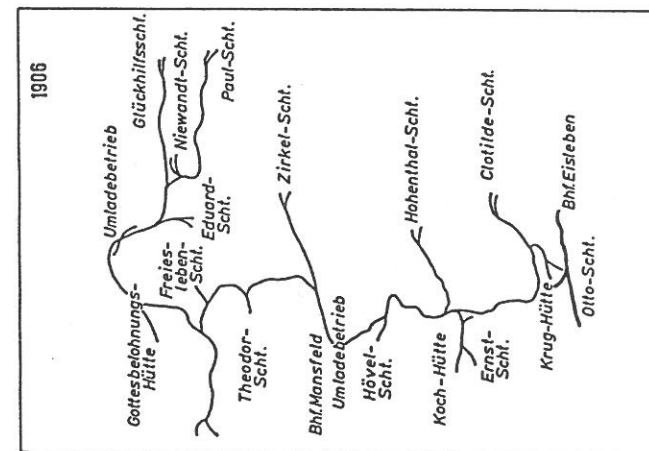 1906
Glückhilfsscht.
Niewandt-Scht.
Paul-Scht.
Umladebetrieb
Eduard-
Scht.
Gottesbelohnungs-
Hütte
Freies-
leben-
Scht.
Zirkel-Scht.
Theodor-
Scht.
Bhf. Mansfeld
Umladebetrieb
Hövel-
Scht.
Hohenthal-Scht.
Koch-Hütte
Clotilde-Scht.
Ernst-
Scht.
Bhf. Eisleben
Krug-Hütte
Otto-Scht.